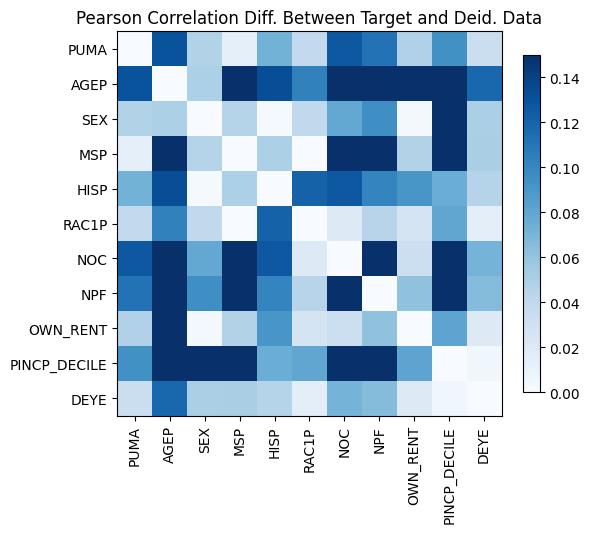 Pearson Correlation Diff. Between Target and Deid. Data
PUMA
AGEP
SEX
MSP
HISP
RAC1P
NOC
NPF
OWN_RENT
PINCP_DECILE
DEYE
PUMA
AGEP
SEX
MSP
HISP
RAC1P
NOC
NPF
OWN_RENT
PINCP_DECILE
DEYE
0.14
0.12
0.10
0.08
0.06
0.04
0.02
0.00